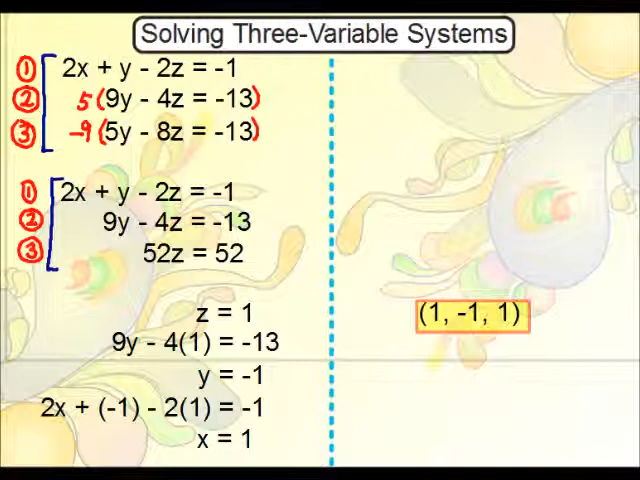 Solving Three-Variable Systems
① 2x + y - 2z = -1
② 5(9y - 4z = -13)
③ -9(5y - 8z = -13)
① 2x + y - 2z = -1
② 9y - 4z = -13
③ 52z = 52
z = 1
9y - 4(1) = -13
y = -1
2x + (-1) - 2(1) = -1
x = 1
(1, -1, 1)